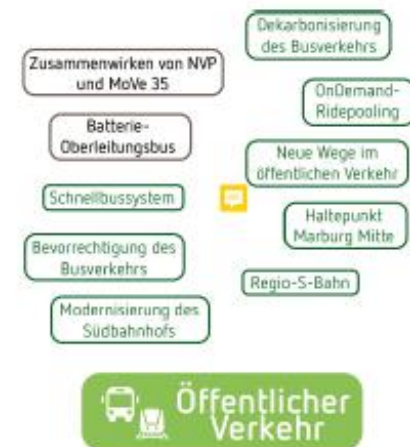 Dekarbonisierung
des Busverkehrs
Zusammenwirken von NVP
und MoVe 35
OnDemand-
Ridepooling
Batterie-
Oberleitungsbus
Neue Wege im
öffentlichen Verkehr
Schnellbussystem
Haltepunkt
Marburg Mitte
Bevorrechtigung des
Busverkehrs
Regio-S-Bahn
Modernisierung des
Südbahnhofs
Öffentlicher
Verkehr